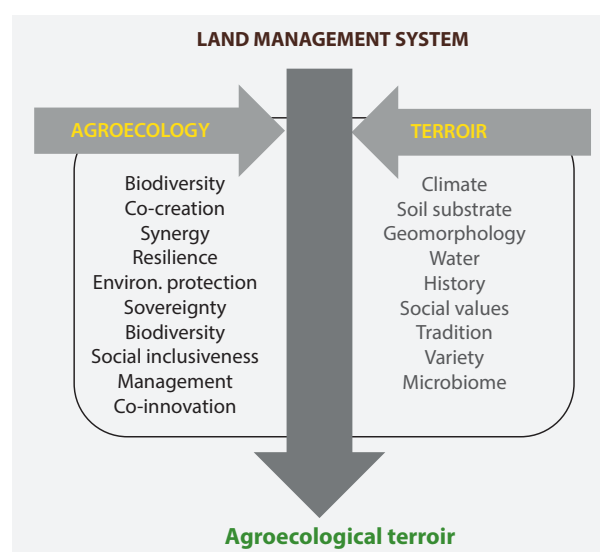 LAND MANAGEMENT SYSTEM
AGROECOLOGY
Biodiversity
Co-creation
Synergy
Resilience
Environ. protection
Sovereignty
Biodiversity
Social inclusiveness
Management
Co-innovation
TERROIR
Climate
Soil substrate
Geomorphology
Water
History
Social values
Tradition
Variety
Microbiome
Agroecological terroir